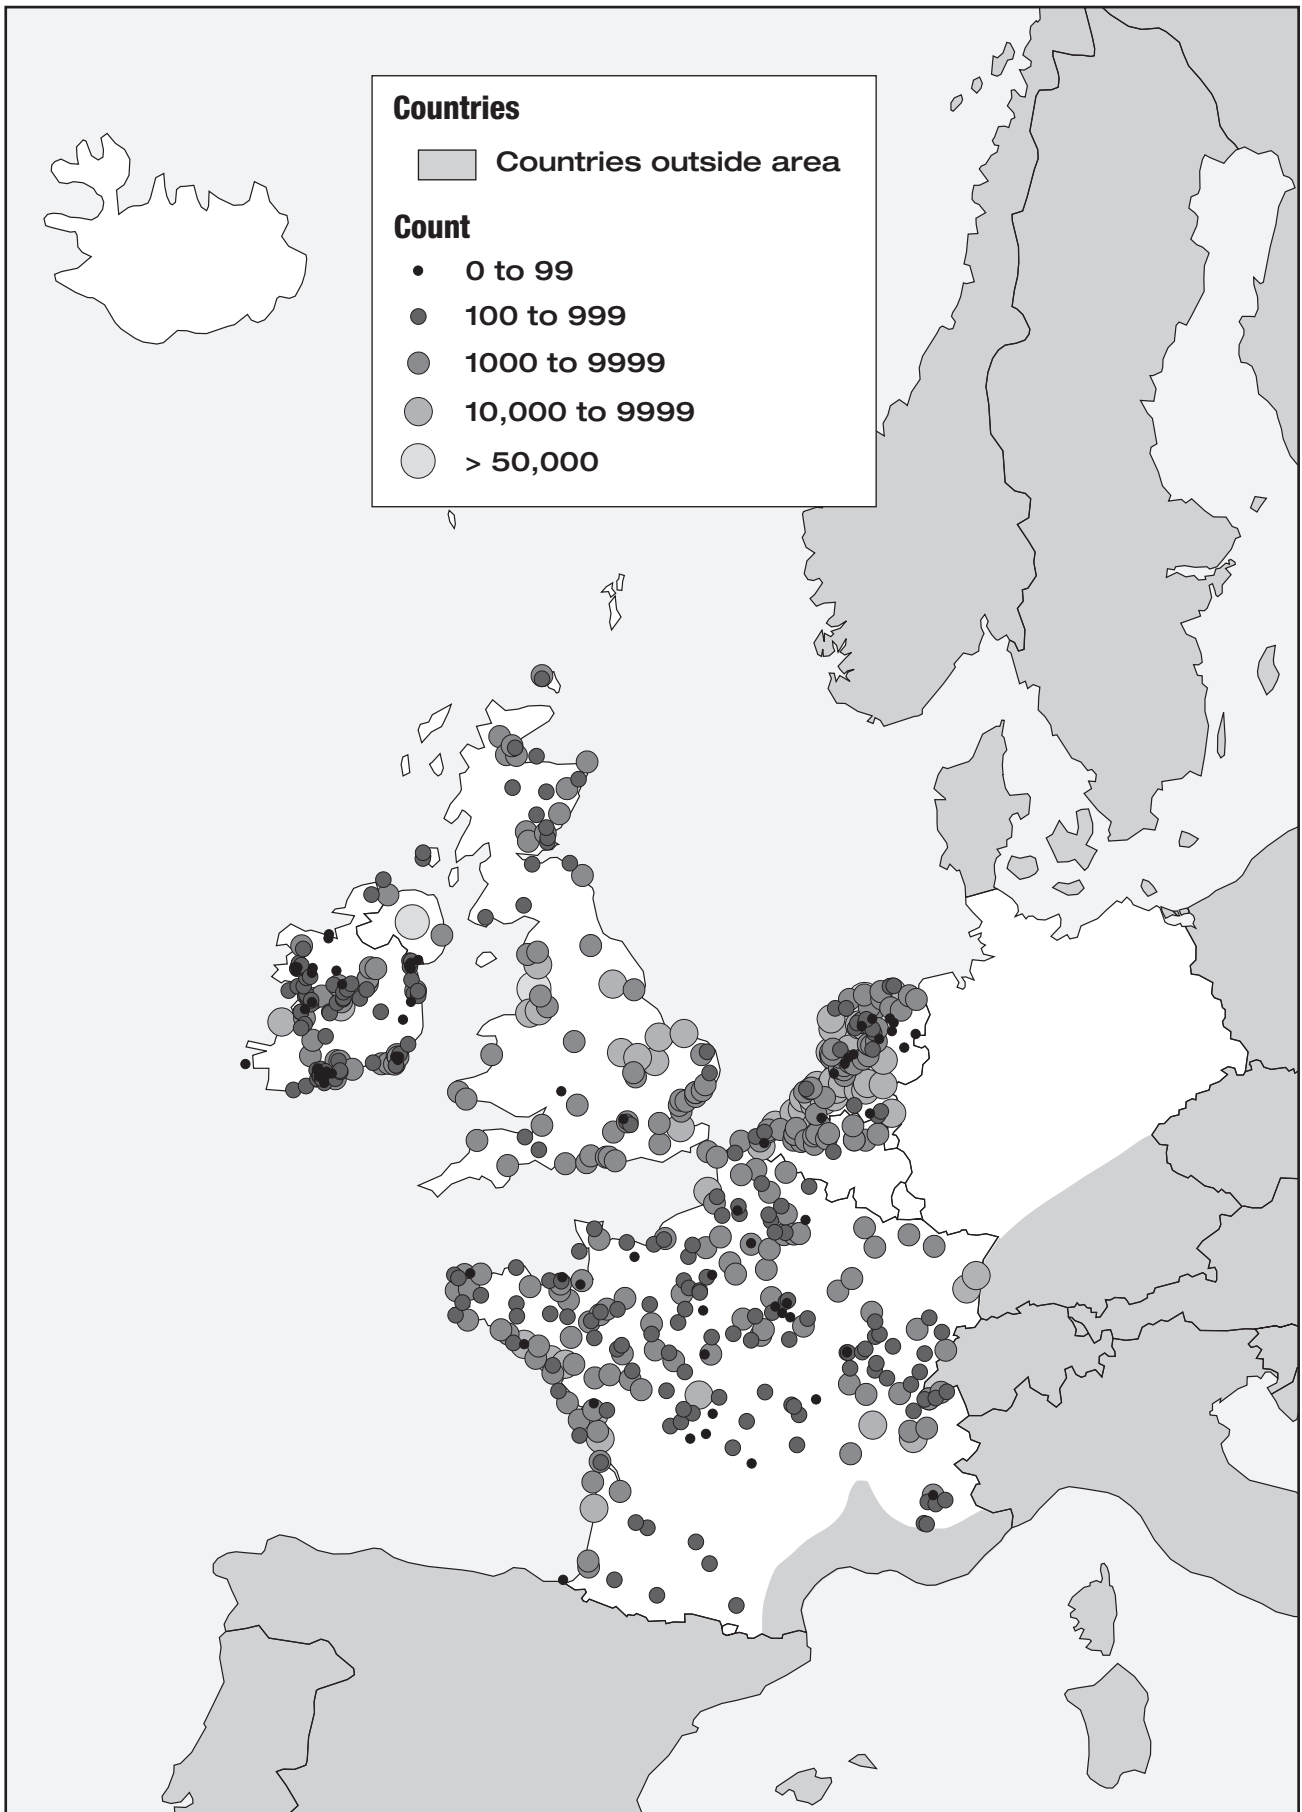 Countries
Countries outside area
Count
0 to 99
100 to 999
1000 to 9999
10,000 to 9999
> 50,000